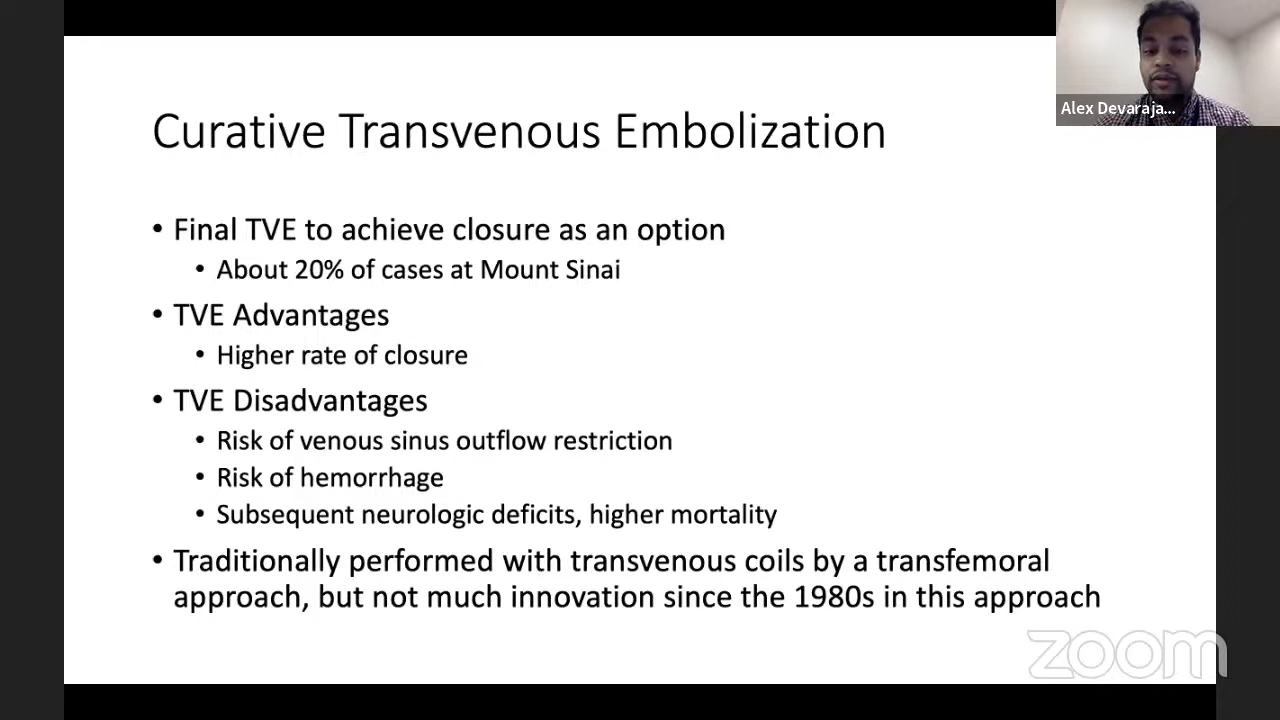 Alex Devaraja...
Curative Transvenous Embolization
• Final TVE to achieve closure as an option
• About 20% of cases at Mount Sinai
• TVE Advantages
• Higher rate of closure
• TVE Disadvantages
• Risk of venous sinus outflow restriction
• Risk of hemorrhage
• Subsequent neurologic deficits, higher mortality
• Traditionally performed with transvenous coils by a transfemoral
approach, but not much innovation since the 1980s in this approach
zoom